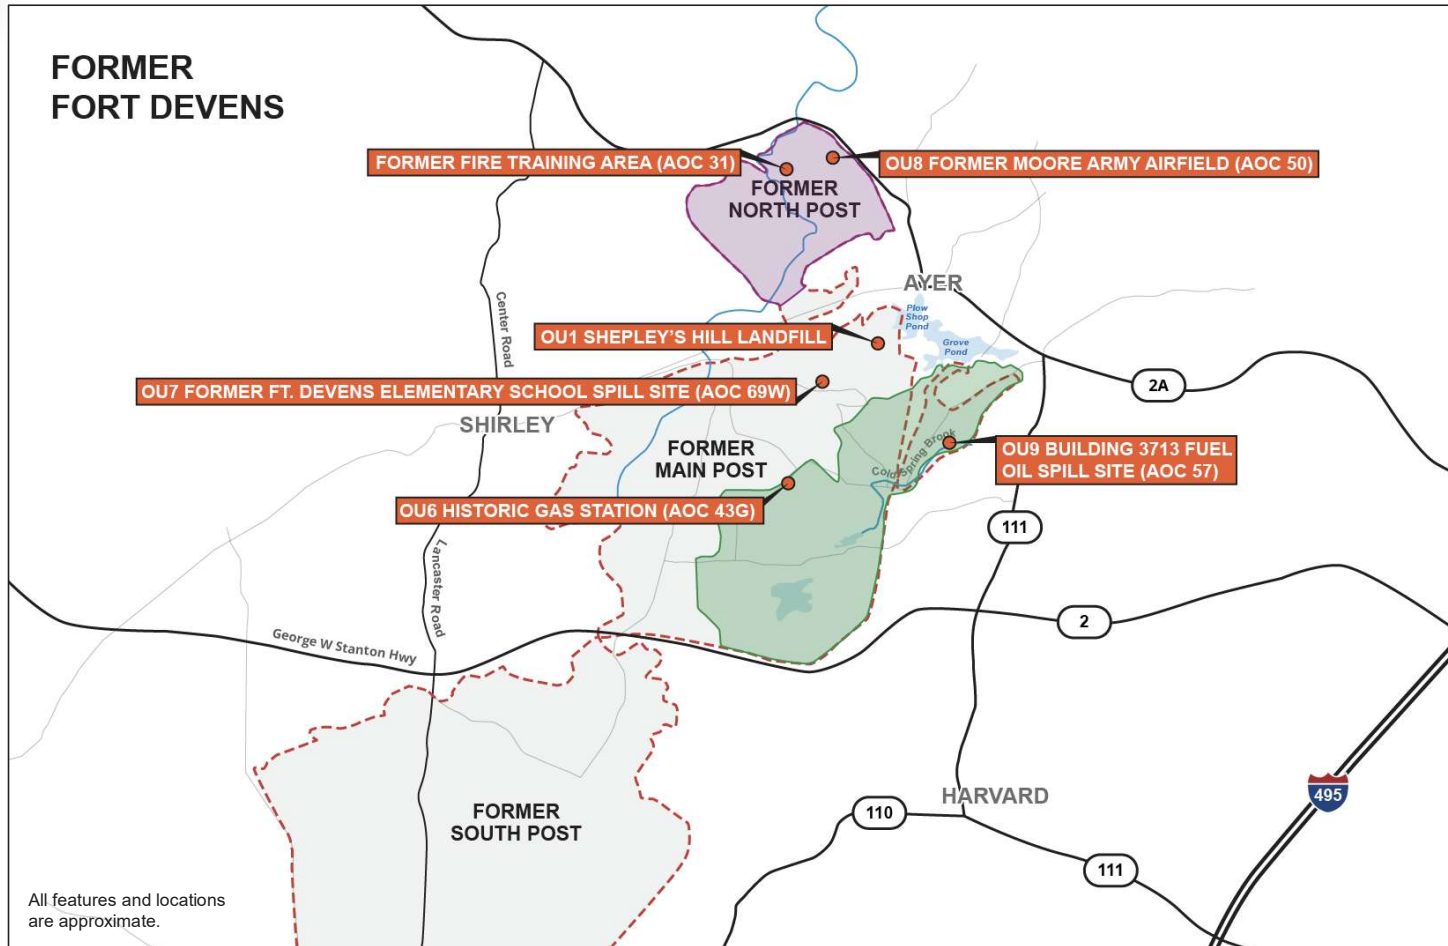 FORMER
FORT DEVENS
FORMER FIRE TRAINING AREA (AOC 31)
OU8 FORMER MOORE ARMY AIRFIELD (AOC 50)
FORMER
NORTH POST
AYER
Plow
Shop
Pond
Grove
Pond
Center Road
OU1 SHEPLEY'S HILL LANDFILL
OU7 FORMER FT. DEVENS ELEMENTARY SCHOOL SPILL SITE (AOC 69W)
2A
SHIRLEY
FORMER
MAIN POST
Cold Spring Brook
OU9 BUILDING 3713 FUEL
OIL SPILL SITE (AOC 57)
OU6 HISTORIC GAS STATION (AOC 43G)
111
Lancaster Road
George W Stanton Hwy
2
FORMER
SOUTH POST
HARVARD
495
110
111
All features and locations
are approximate.